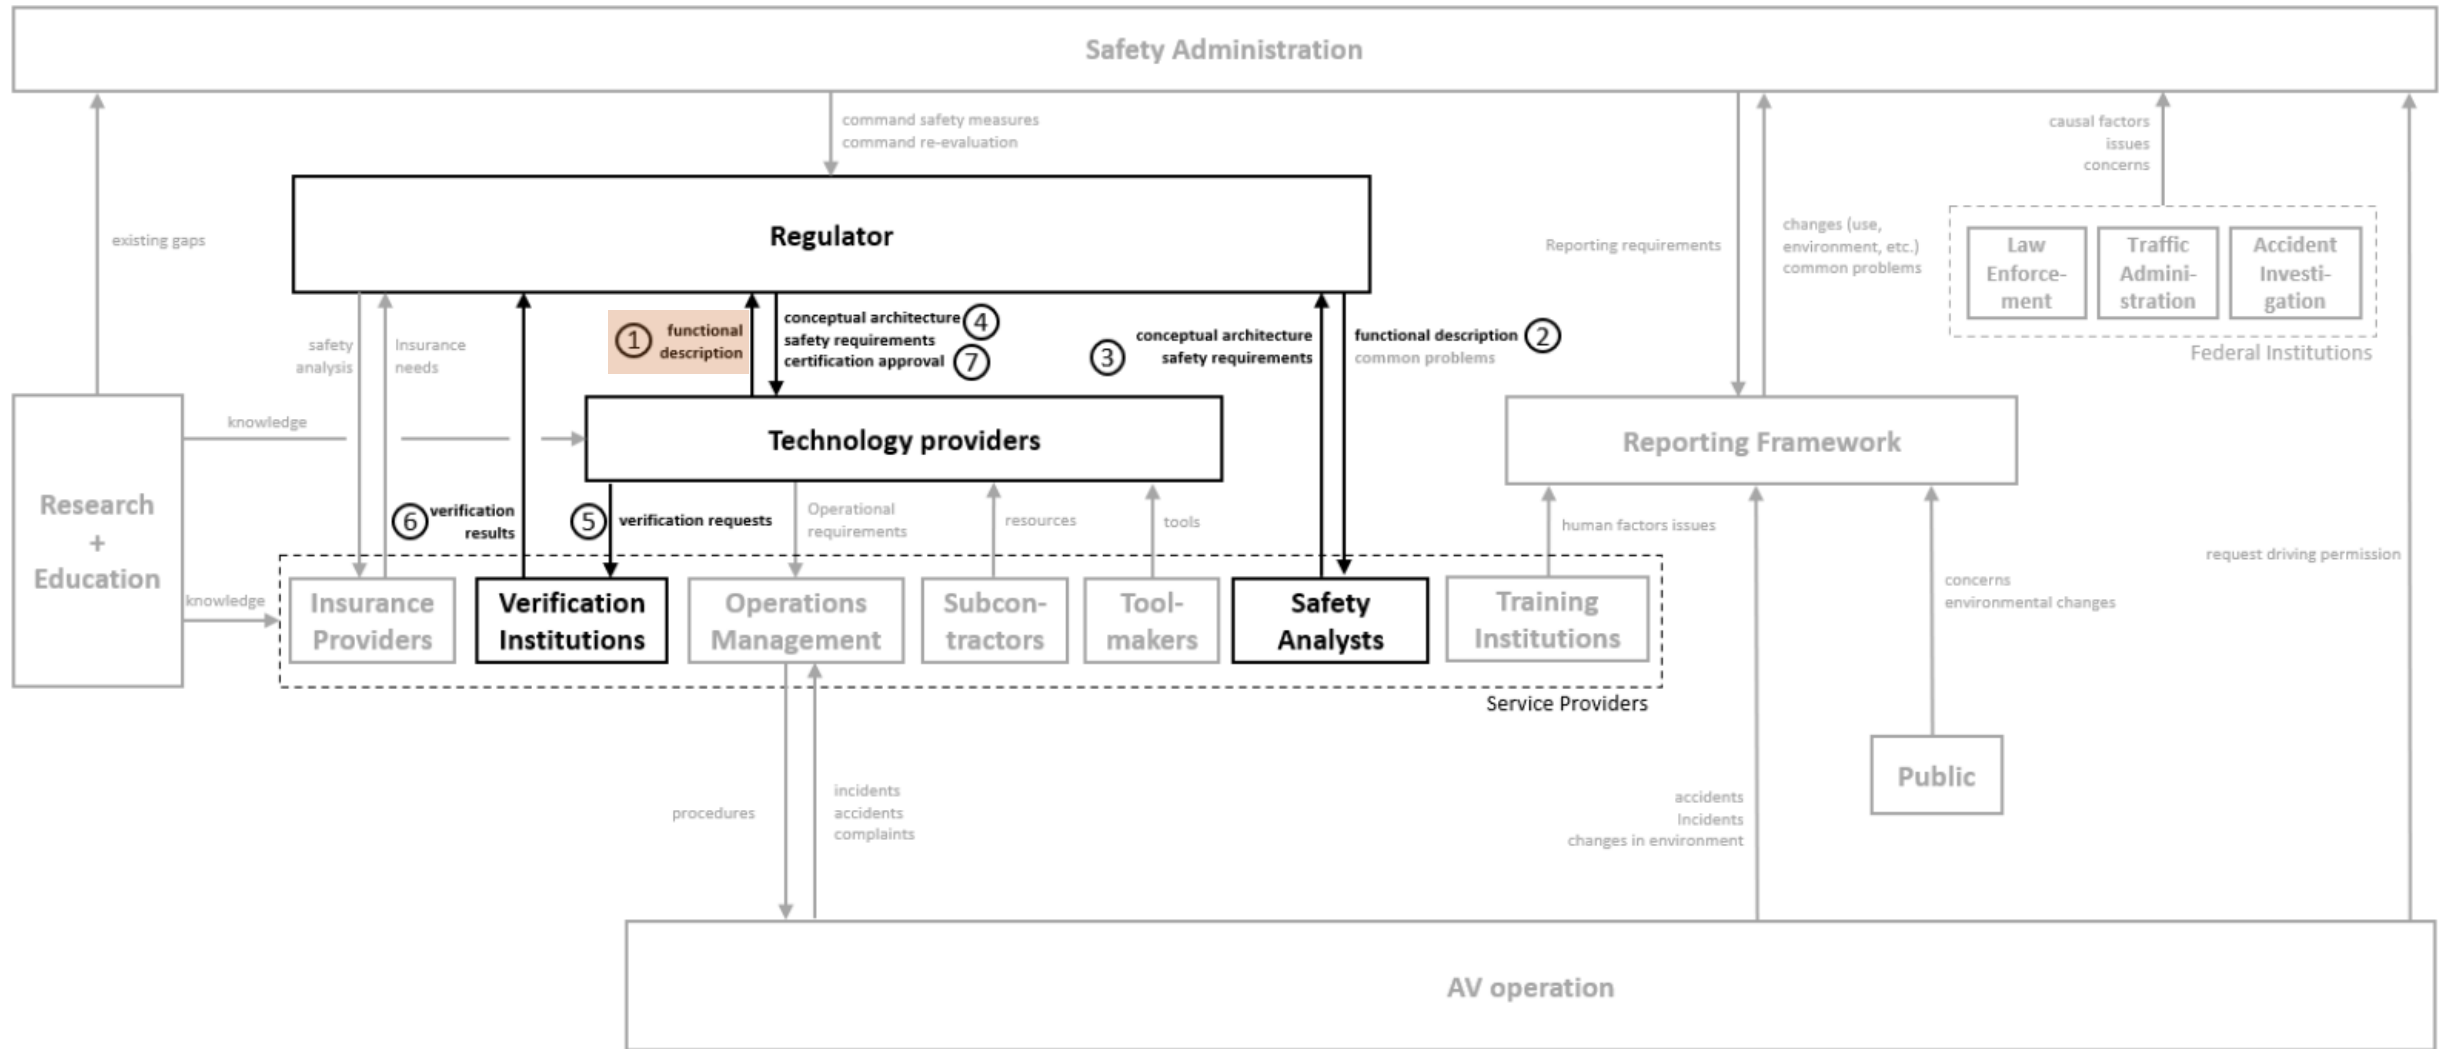 Safety Administration
command safety measures
command re-evaluation
causal factors
issues
concerns
existing gaps
Regulator
Reporting requirements
changes (use,
environment, etc.)
common problems
Law
Enforce-
ment
Traffic
Admini-
stration
Accident
Investi-
gation
Federal Institutions
safety
analysis
Insurance
needs
1
functional
description
conceptual architecture
4
safety requirements
certification approval
7
3
conceptual architecture
safety requirements
functional description
2
common problems
knowledge
Technology providers
Reporting Framework
Research
+
Education
6
verification
results
5
verification requests
Operational
requirements
resources
tools
human factors issues
request driving permission
knowledge
Insurance
Providers
Verification
Institutions
Operations
Management
Subcon-
tractors
Tool-
makers
Safety
Analysts
Training
Institutions
concerns
environmental changes
Service Providers
Public
procedures
incidents
accidents
complaints
accidents
Incidents
changes in environment
AV operation